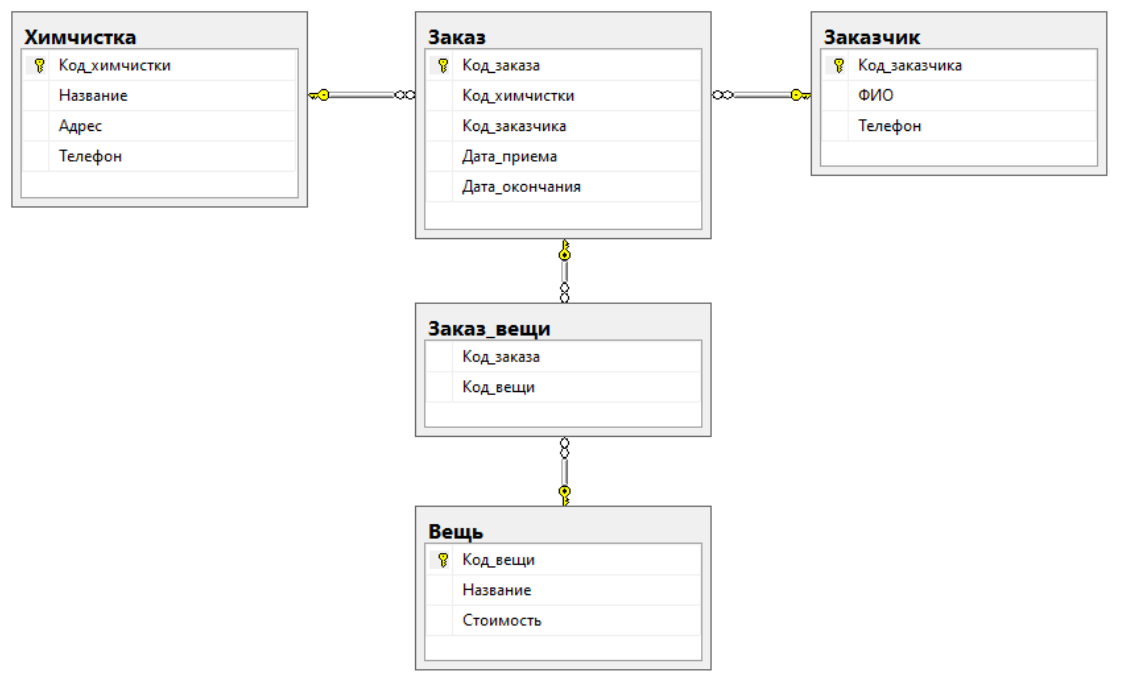 Химчистка
Код_химчистки
Название
Адрес
Телефон
Заказ
Код_заказа
Код_химчистки
Код_заказчика
Дата_приема
Дата_окончания
Заказчик
Код_заказчика
ФИО
Телефон
Заказ_вещи
Код_заказа
Код_вещи
Вещь
Код_вещи
Название
Стоимость